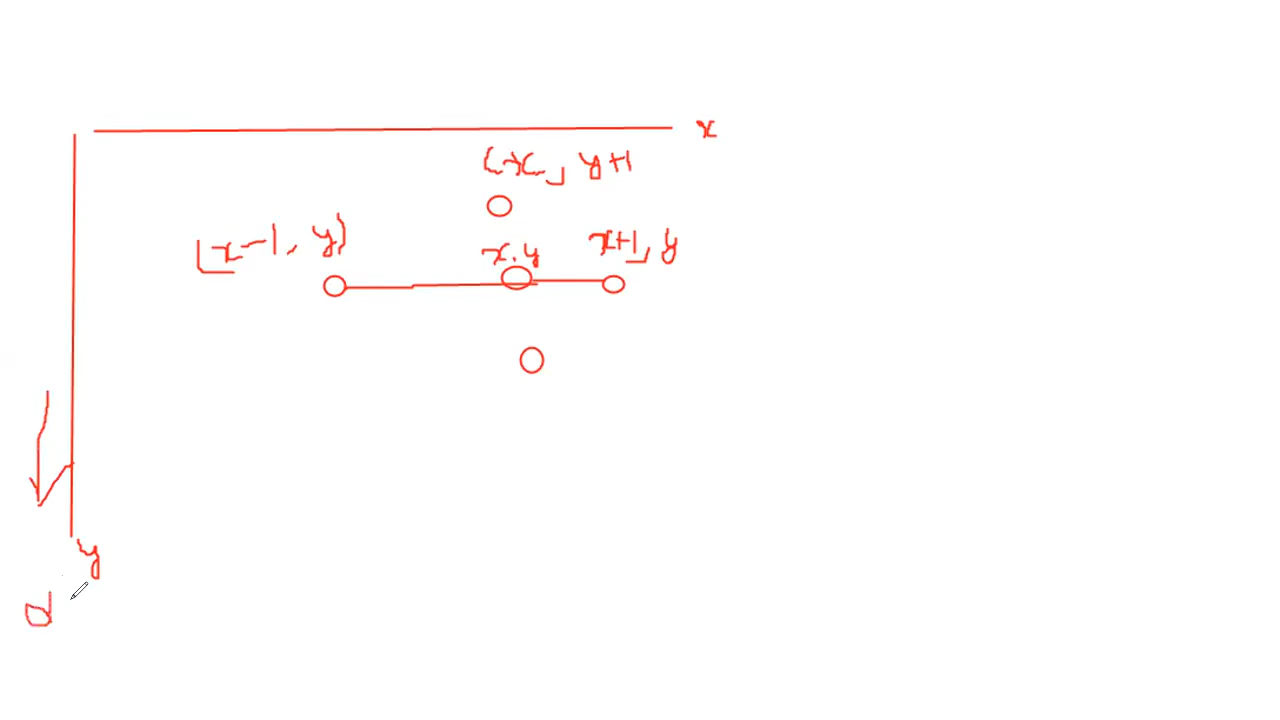 x
(x, y+1
(x-1, y)
x, y
x+1, y
y
d